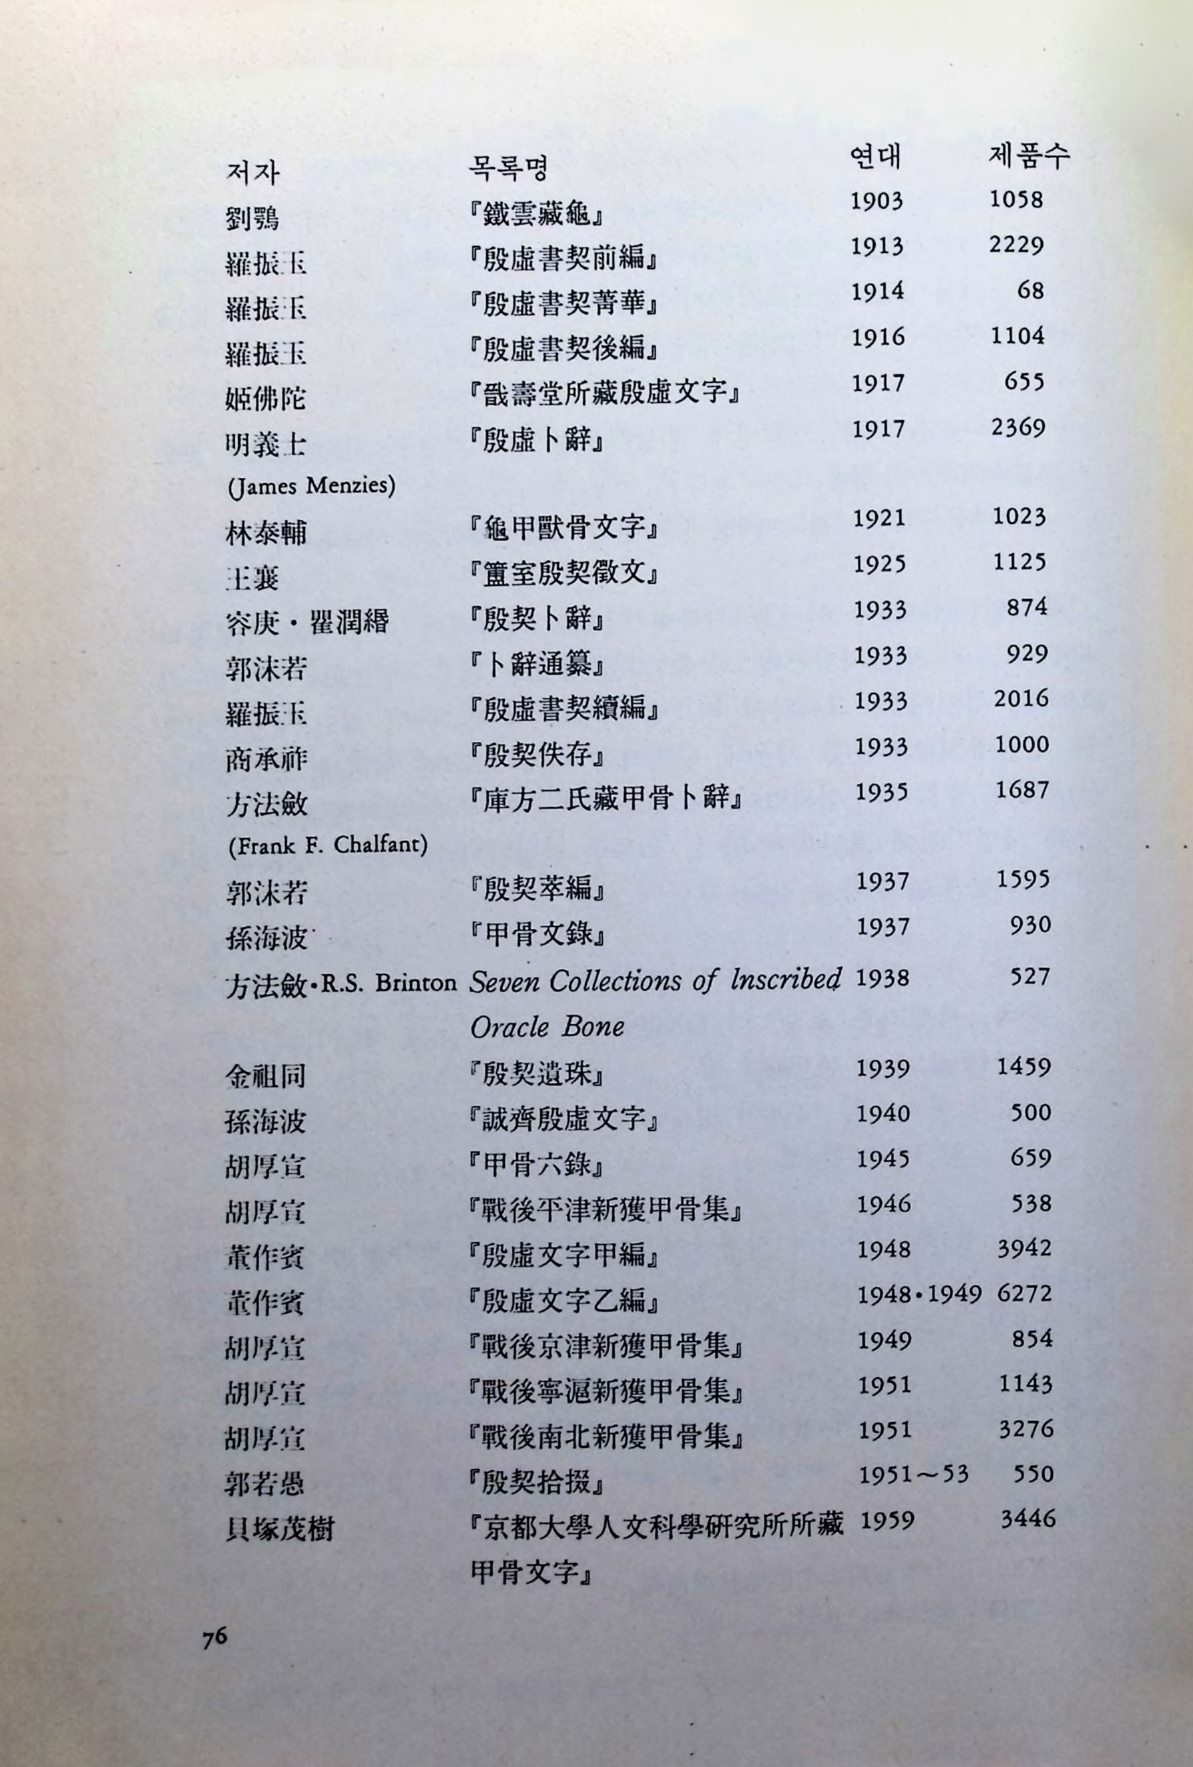 저자 목록명 연대 제품수
劉鶚 『鐵雲藏龜』 1903 1058
羅振玉 『殷虛書契前編』 1913 2229
羅振玉 『殷虛書契菁華』 1914 68
羅振玉 『殷虛書契後編』 1916 1104
姬佛陀 『戩壽堂所藏殷虛文字』 1917 655
明義士 『殷虛卜辭』 1917 2369
(James Menzies)
林泰輔 『龜甲獸骨文字』 1921 1023
王襄 『簠室殷契徵文』 1925 1125
容庚・瞿潤緡 『殷契卜辭』 1933 874
郭沫若 『卜辭通纂』 1933 929
羅振玉 『殷虛書契續編』 1933 2016
商承祚 『殷契佚存』 1933 1000
方法斂 『庫方二氏藏甲骨卜辭』 1935 1687
(Frank F. Chalfant)
郭沫若 『殷契萃編』 1937 1595
孫海波 『甲骨文錄』 1937 930
方法斂・R.S. Brinton Seven Collections of lnscribed 1938 527
Oracle Bone
金祖同 『殷契遺珠』 1939 1459
孫海波 『誠齊殷虛文字』 1940 500
胡厚宣 『甲骨六錄』 1945 659
胡厚宣 『戰後平津新獲甲骨集』 1946 538
董作賓 『殷虛文字甲編』 1948 3942
董作賓 『殷虛文字乙編』 1948・1949 6272
胡厚宣 『戰後京津新獲甲骨集』 1949 854
胡厚宣 『戰後寧滬新獲甲骨集』 1951 1143
胡厚宣 『戰後南北新獲甲骨集』 1951 3276
郭若愚 『殷契拾掇』 1951~53 550
貝塚茂樹 『京都大學人文科學硏究所所藏 1959 3446
甲骨文字』
76